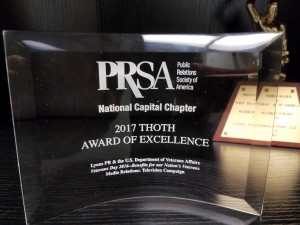 PRSA
Public
Relations
Society of
America
National Capital Chapter
2017 THOTH
AWARD OF EXCELLENCE
Lyons PR & the U.S. Department of Veterans Affairs
Veterans Day 2016—Benefits for our Nation's Veterans
Media Relations: Television Campaign